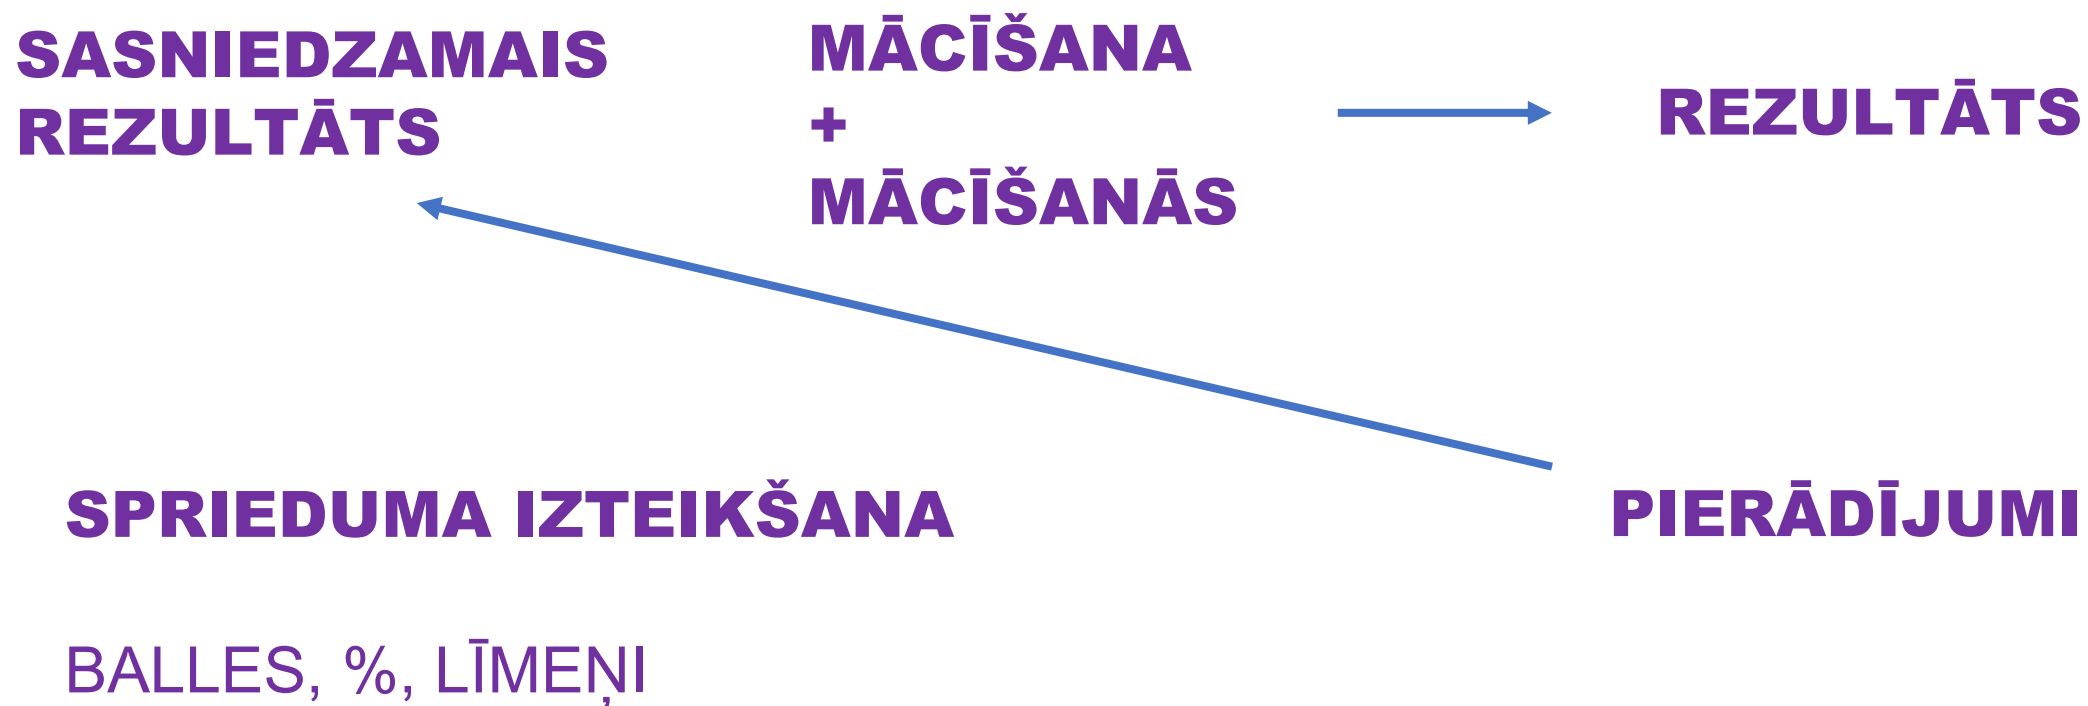 SASNIEDZAMAIS
REZULTĀTS
MĀCĪŠANA
+
MĀCĪŠANĀS
REZULTĀTS
SPRIEDUMA IZTEIKŠANA
PIERĀDĪJUMI
BALLES, %, LĪMEŅI